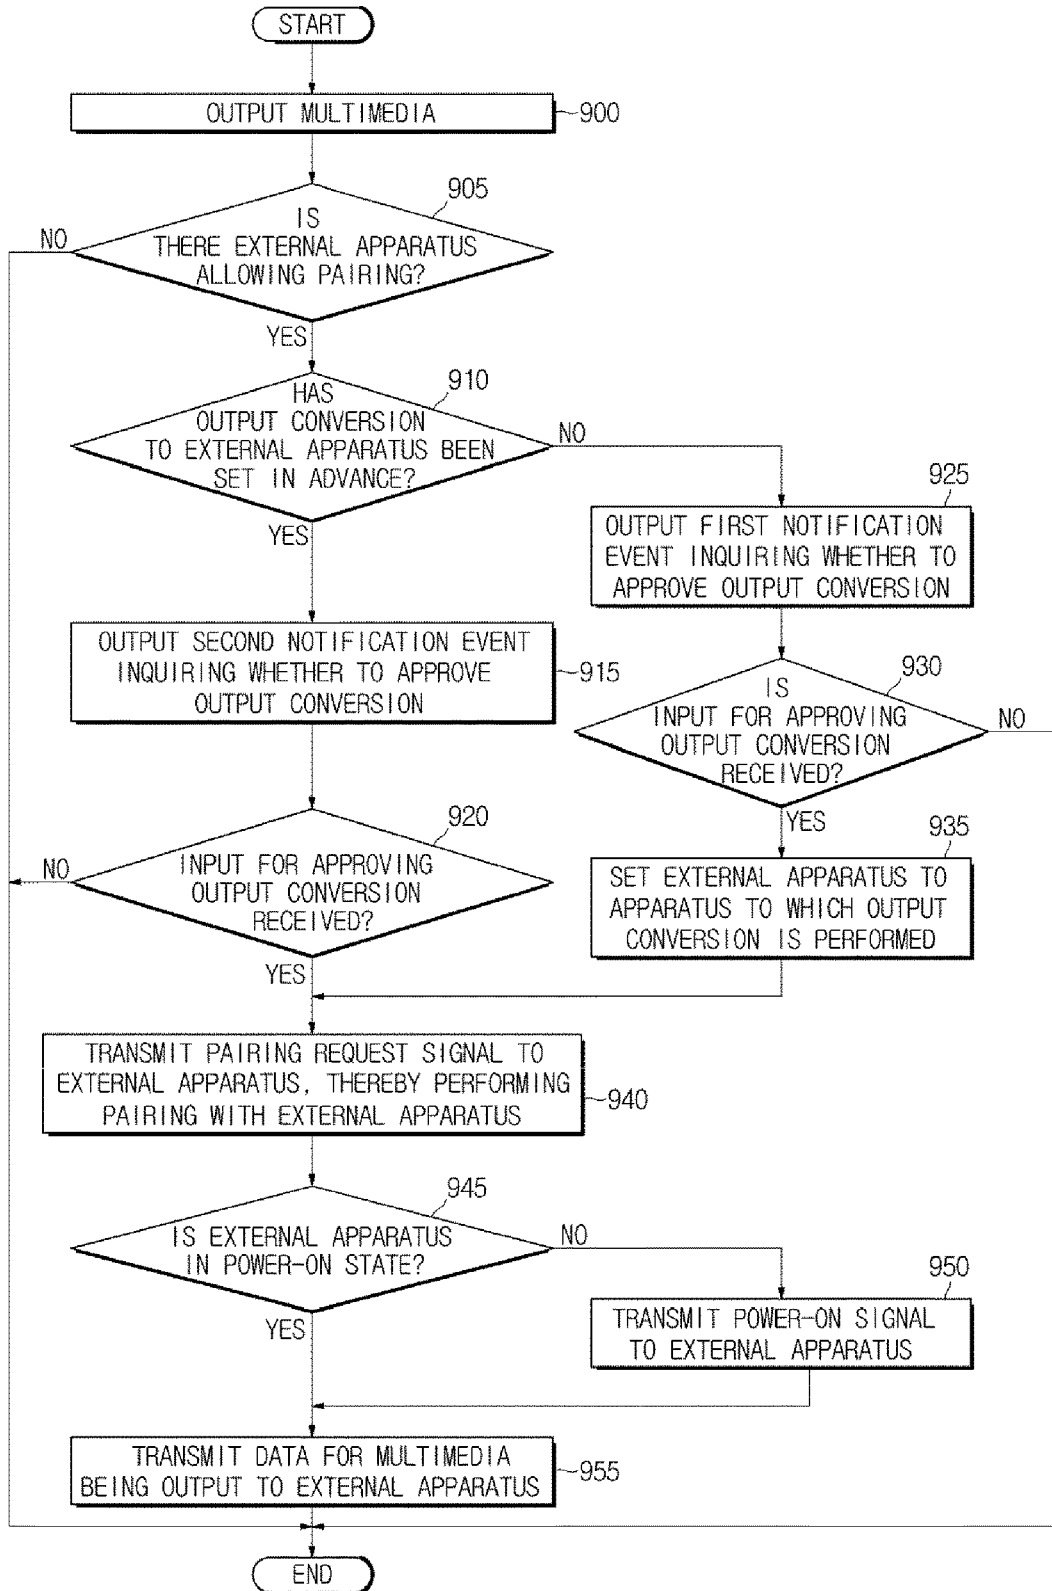 START
OUTPUT MULTIMEDIA
900
905
IS
THERE EXTERNAL APPARATUS
ALLOWING PAIRING?
NO
YES
910
HAS
OUTPUT CONVERSION
TO EXTERNAL APPARATUS BEEN
SET IN ADVANCE?
NO
YES
925
OUTPUT FIRST NOTIFICATION
EVENT INQUIRING WHETHER TO
APPROVE OUTPUT CONVERSION
OUTPUT SECOND NOTIFICATION EVENT
INQUIRING WHETHER TO APPROVE
OUTPUT CONVERSION
915
930
IS
INPUT FOR APPROVING
OUTPUT CONVERSION
RECEIVED?
NO
YES
920
INPUT FOR APPROVING
OUTPUT CONVERSION
RECEIVED?
NO
YES
935
SET EXTERNAL APPARATUS TO
APPARATUS TO WHICH OUTPUT
CONVERSION IS PERFORMED
TRANSMIT PAIRING REQUEST SIGNAL TO
EXTERNAL APPARATUS, THEREBY PERFORMING
PAIRING WITH EXTERNAL APPARATUS
940
945
IS EXTERNAL APPARATUS
IN POWER-ON STATE?
NO
YES
950
TRANSMIT POWER-ON SIGNAL
TO EXTERNAL APPARATUS
TRANSMIT DATA FOR MULTIMEDIA
BEING OUTPUT TO EXTERNAL APPARATUS
955
END